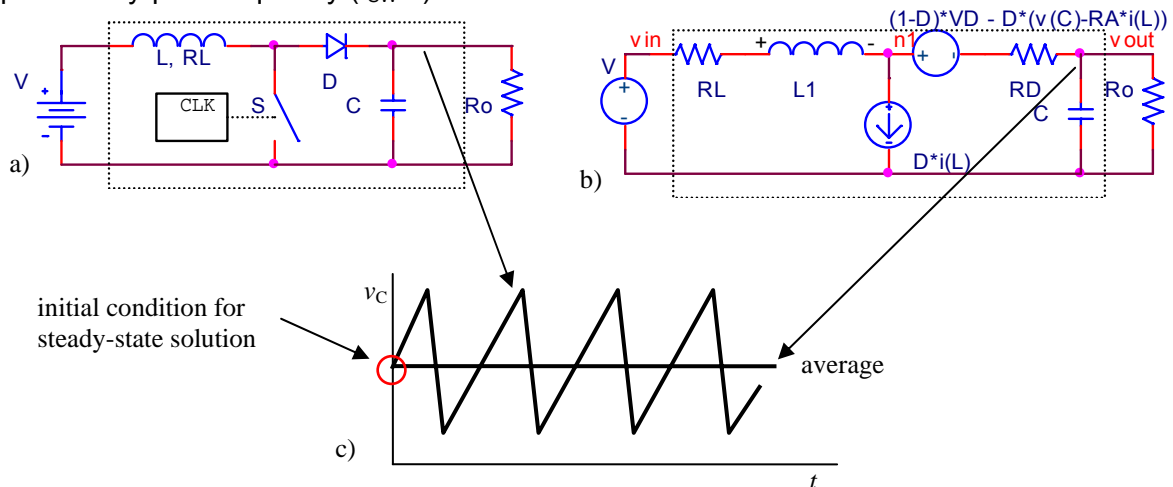 (1-D)*VD - D*(v(C)-RA*i(L))
L, RL
D
V
+
-
CLK
S
C
Ro
a)
vin
V
+
-
RL
+
-
L1
n1
+
-
RD
vout
C
Ro
+
-
D*i(L)
b)
initial condition for
steady-state solution
vC
average
c)
t